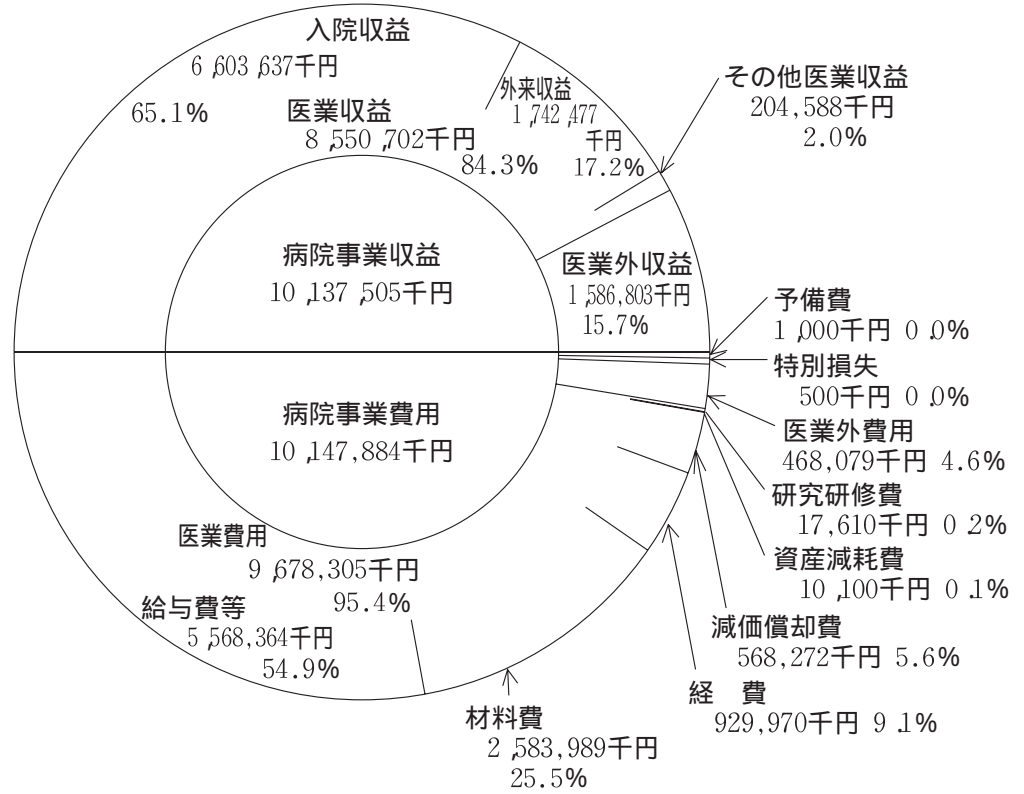 入院収益
6,603,637千円
65.1%
医業収益
8,550,702千円
84.3%
外来収益
1,742,477
千円
17.2%
その他医業収益
204,588千円
2.0%
病院事業収益
10,137,505千円
医業外収益
1,586,803千円
15.7%
予備費
1,000千円 0.0%
特別損失
500千円 0.0%
医業外費用
468,079千円 4.6%
研究研修費
17,610千円 0.2%
資産減耗費
10,100千円 0.1%
減価償却費
568,272千円 5.6%
経　費
929,970千円 9.1%
材料費
2,583,989千円
25.5%
病院事業費用
10,147,884千円
医業費用
9,678,305千円
95.4%
給与費等
5,568,364千円
54.9%